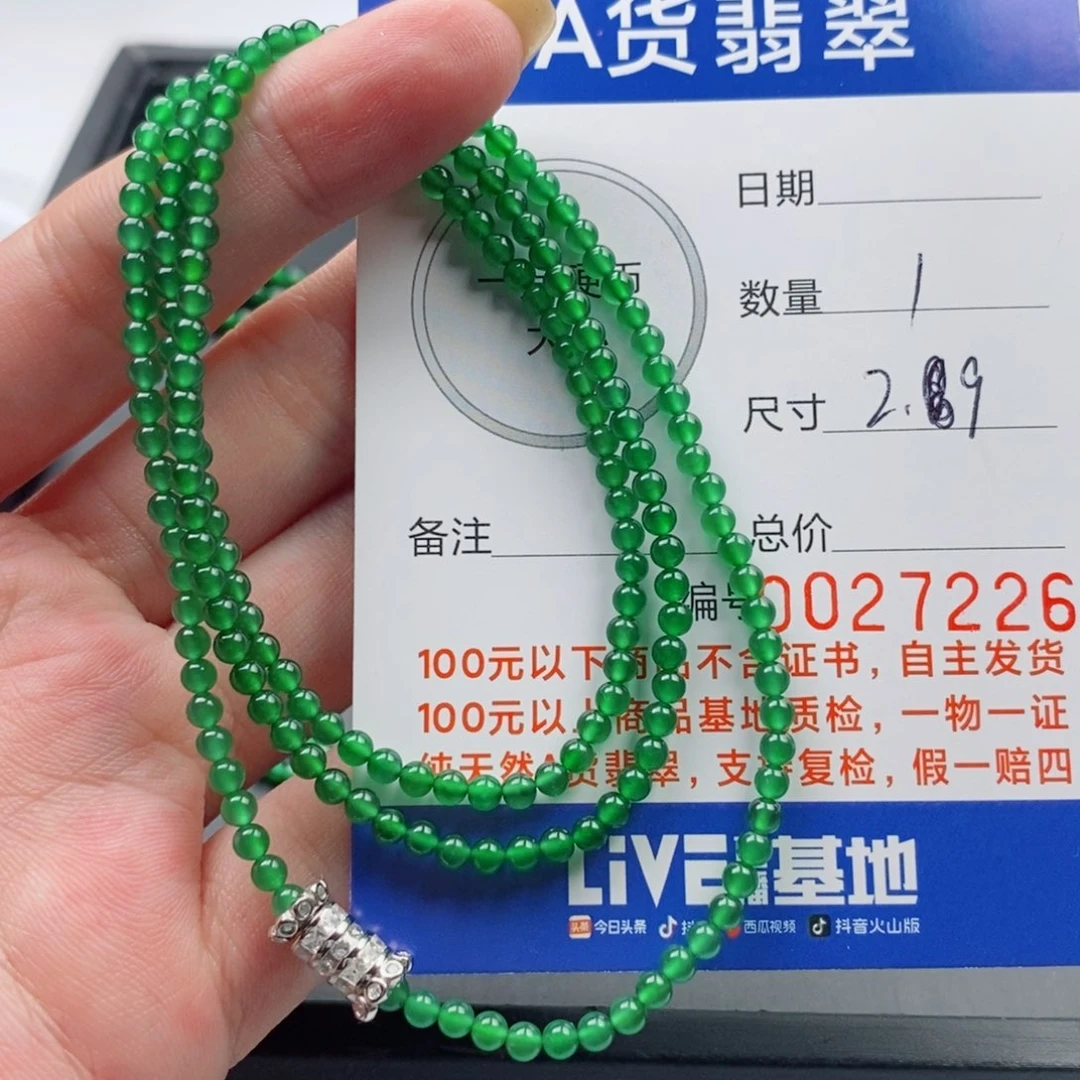 A货翡翠
日期
数量 1
尺寸 2.89
备注 总价
编号 0027226
100元以下商品不含证书，自主发货
100元以上商品基地质检，一物一证
纯天然A货翡翠，支持复检，假一赔四
LiVE 基地
头条 今日头条 西瓜视频 抖音火山版